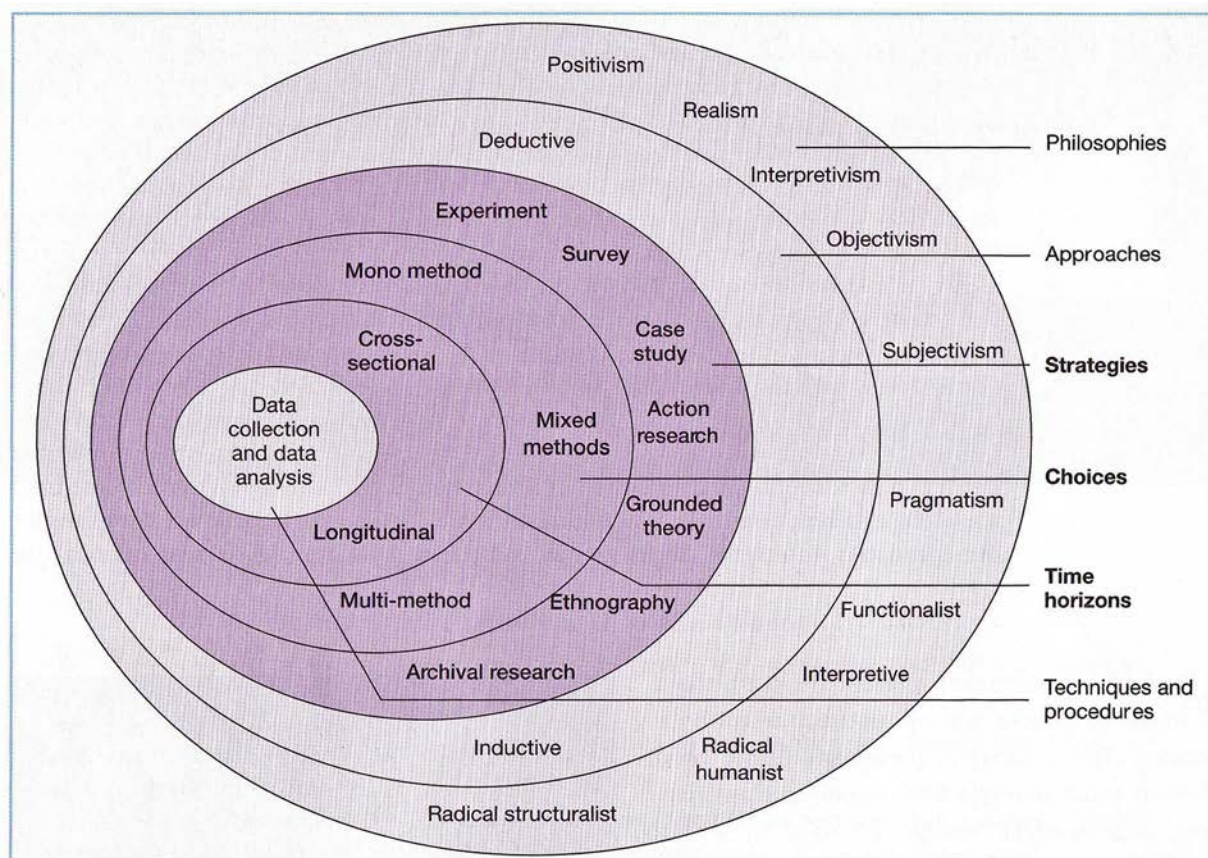 Positivism
Realism
Philosophies
Deductive
Interpretivism
Experiment
Objectivism
Survey
Approaches
Mono method
Cross-
sectional
Case
study
Subjectivism
Strategies
Data
collection
and data
analysis
Mixed
methods
Action
research
Choices
Longitudinal
Grounded
theory
Pragmatism
Time
horizons
Multi-method
Ethnography
Functionalist
Archival research
Interpretive
Techniques and
procedures
Inductive
Radical
humanist
Radical structuralist